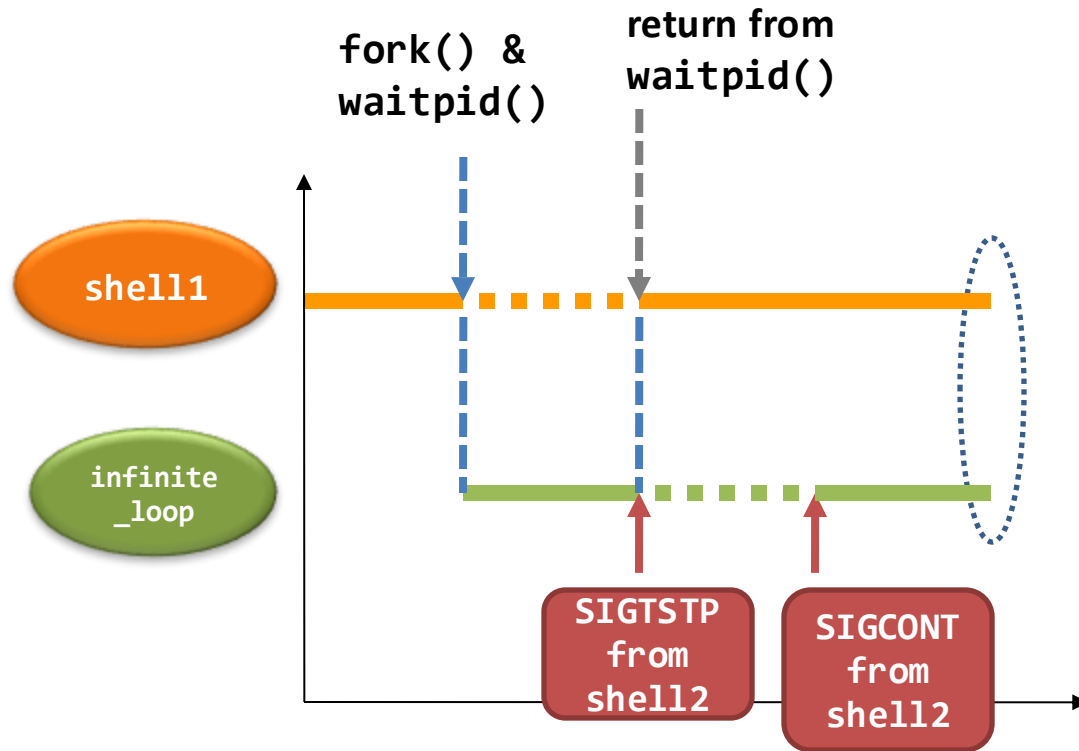 fork() &
waitpid()
return from
waitpid()
shell1
infinite
_loop
SIGTSTP
from
shell2
SIGCONT
from
shell2